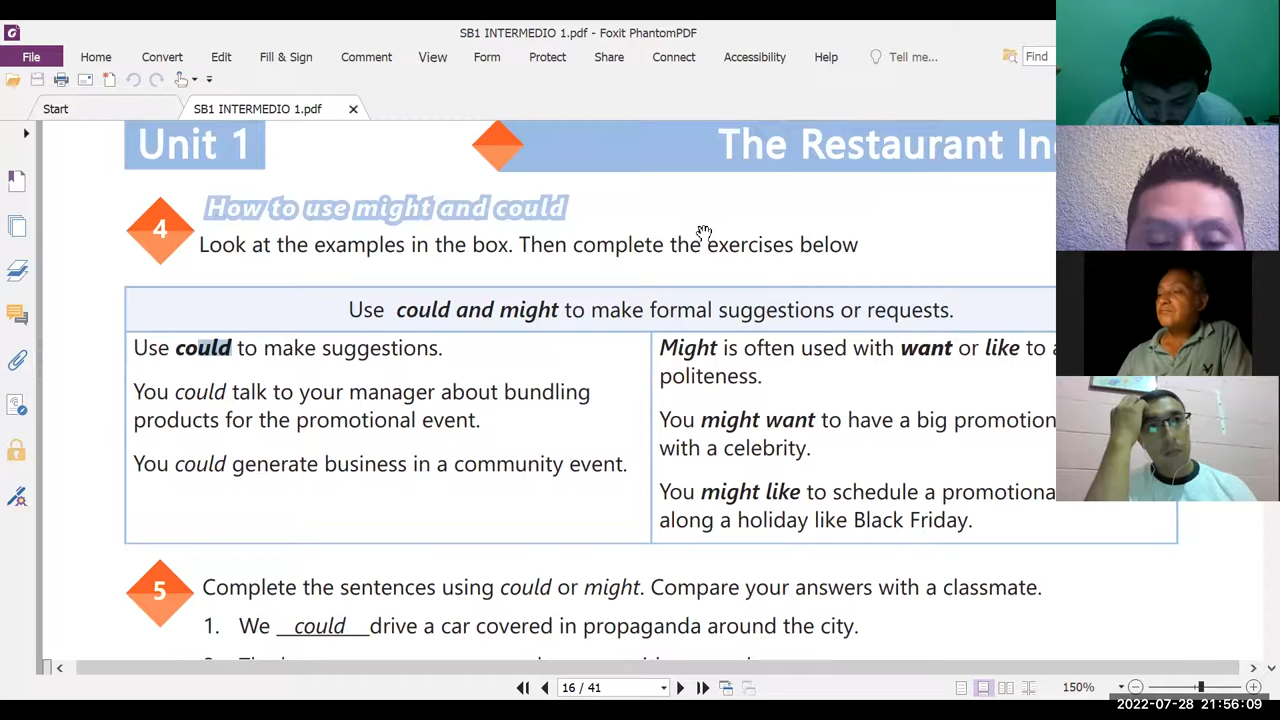 SB1 INTERMEDIO 1.pdf - Foxit PhantomPDF
File Home Convert Edit Fill & Sign Comment View Form Protect Share Connect Accessibility Help Tell me... Find
Start SB1 INTERMEDIO 1.pdf
Unit 1
The Restaurant
4 How to use might and could
Look at the examples in the box. Then complete the exercises below
Use could and might to make formal suggestions or requests.
Use could to make suggestions.
You could talk to your manager about bundling
products for the promotional event.
You could generate business in a community event.
Might is often used with want or like to
politeness.
You might want to have a big promotion
with a celebrity.
You might like to schedule a promotiona
along a holiday like Black Friday.
5 Complete the sentences using could or might. Compare your answers with a classmate.
1. We could drive a car covered in propaganda around the city.
16 / 41
150%
2022-07-28 21:56:09